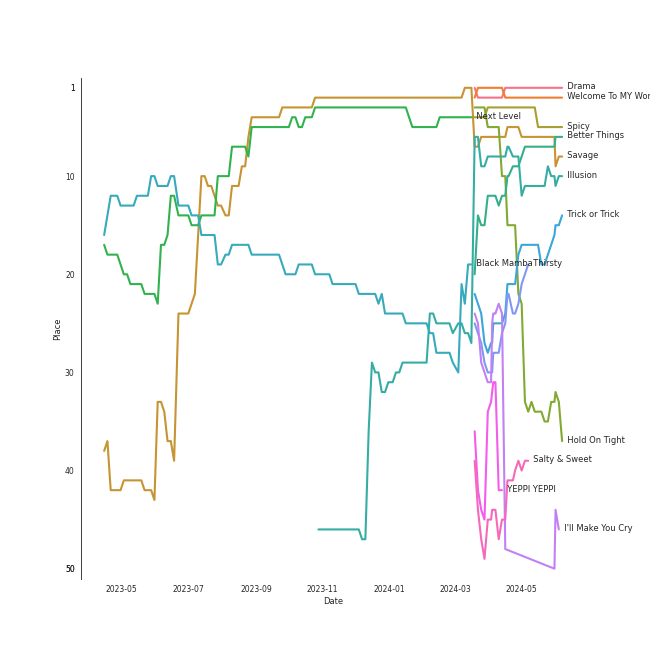 1
Drama
Welcome To MY Wor
Next Level
Spicy
Better Things
Savage
10
Illusion
Trick or Trick
20
Black Mamba
Thirsty
Place
30
40
Hold On Tight
Salty & Sweet
YEPPI YEPPI
I'll Make You Cry
50
2023-05
2023-07
2023-09
2023-11
2024-01
2024-03
2024-05
Date